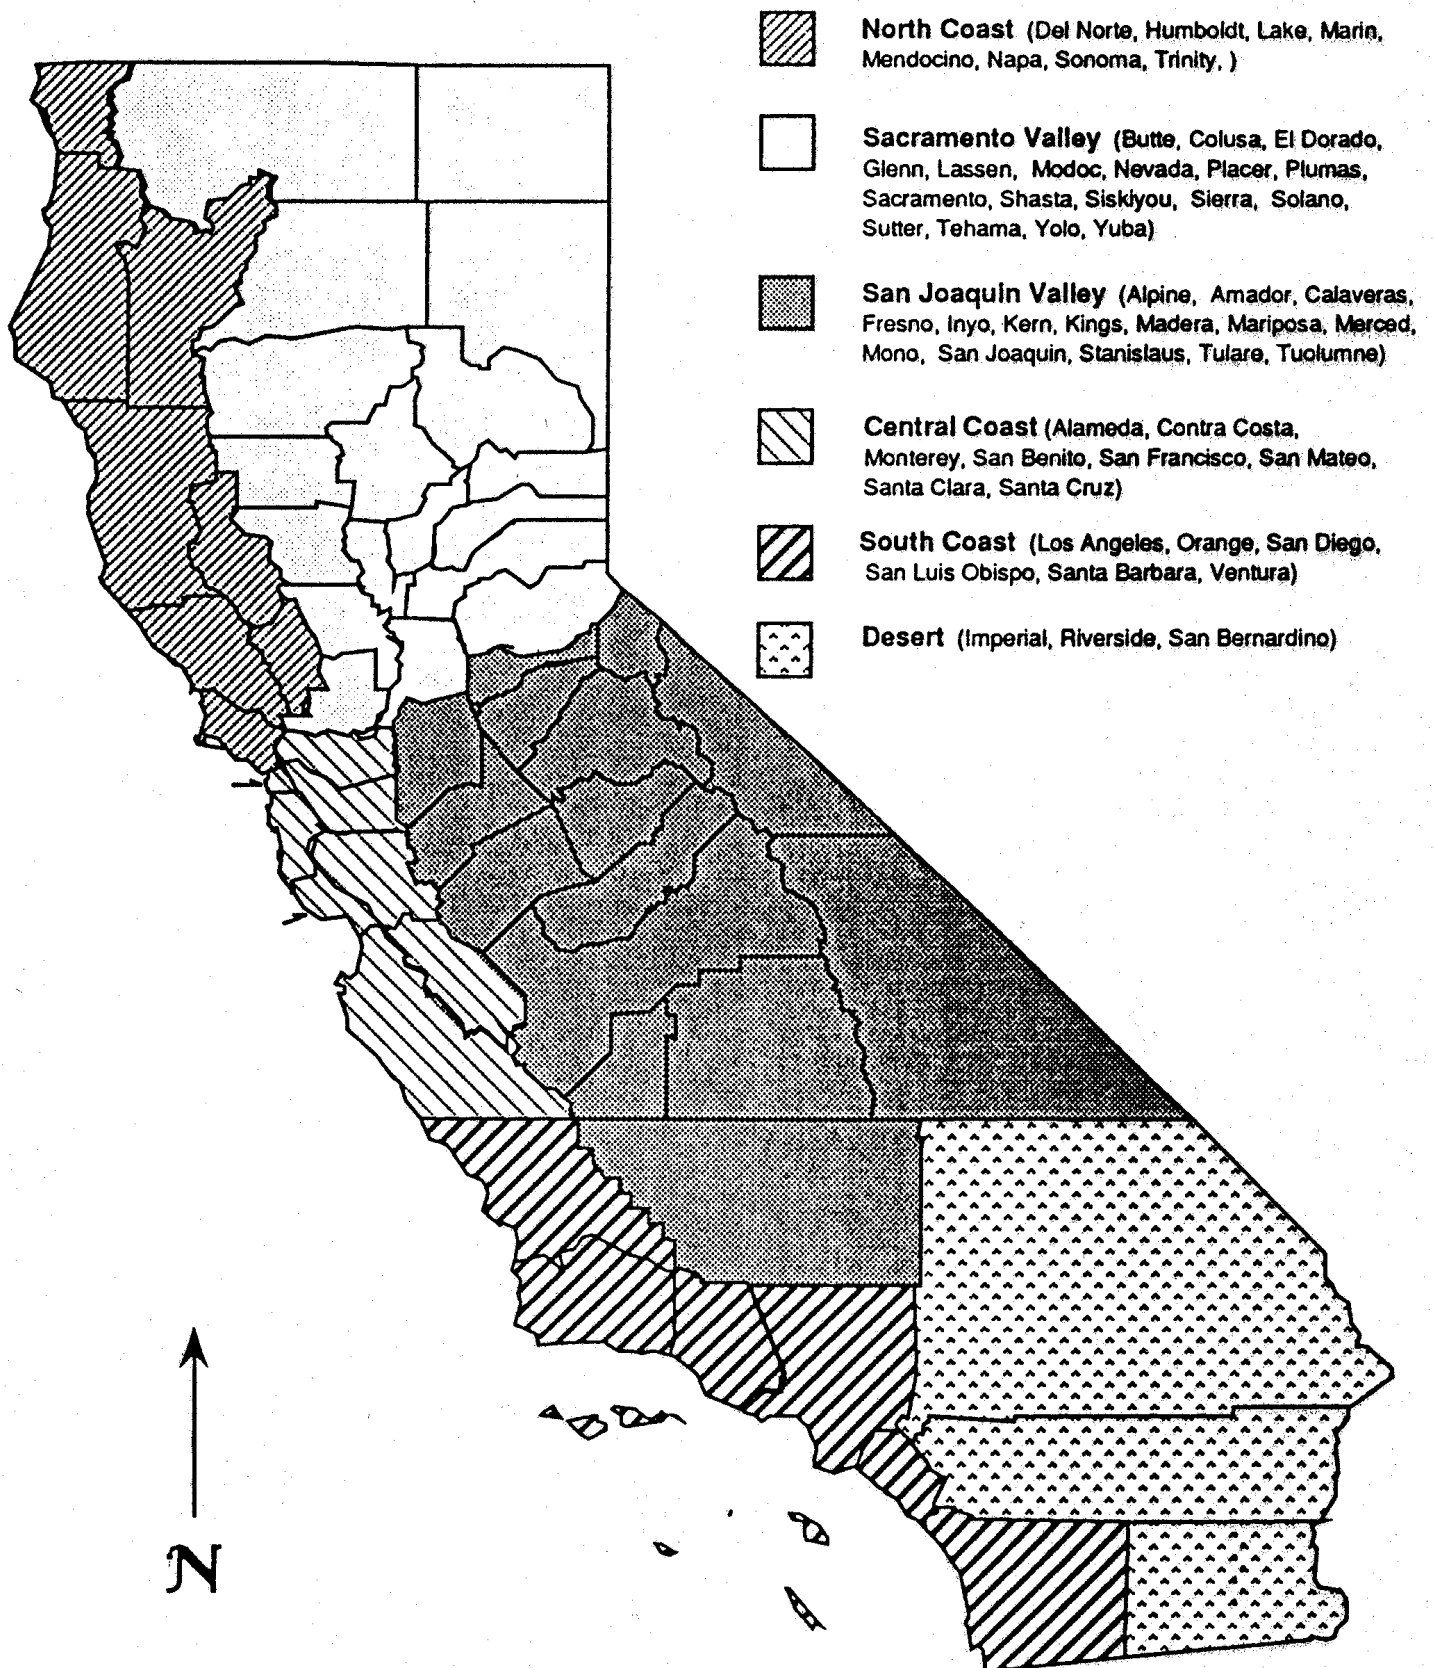 North Coast (Del Norte, Humboldt, Lake, Marin,
Mendocino, Napa, Sonoma, Trinity, )
Sacramento Valley (Butte, Colusa, El Dorado,
Glenn, Lassen, Modoc, Nevada, Placer, Plumas,
Sacramento, Shasta, Siskiyou, Sierra, Solano,
Sutter, Tehama, Yolo, Yuba)
San Joaquin Valley (Alpine, Amador, Calaveras,
Fresno, Inyo, Kern, Kings, Madera, Mariposa, Merced,
Mono, San Joaquin, Stanislaus, Tulare, Tuolumne)
Central Coast (Alameda, Contra Costa,
Monterey, San Benito, San Francisco, San Mateo,
Santa Clara, Santa Cruz)
South Coast (Los Angeles, Orange, San Diego,
San Luis Obispo, Santa Barbara, Ventura)
Desert (Imperial, Riverside, San Bernardino)
N